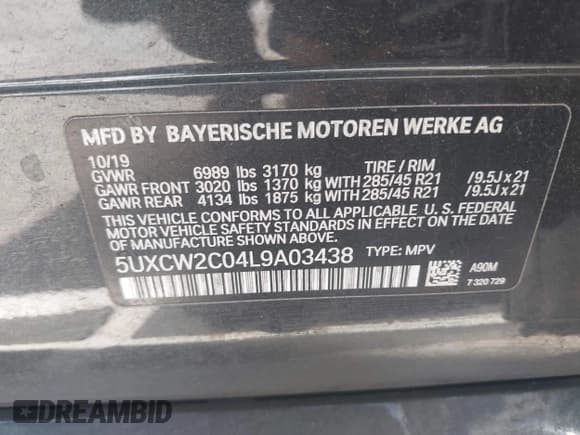 MFD BY BAYERISCHE MOTOREN WERKE AG
10/19
GVWR 6989 lbs 3170 kg TIRE / RIM
GAWR FRONT 3020 lbs 1370 kg WITH 285/45 R21 /9.5J x 21
GAWR REAR 4134 lbs 1875 kg WITH 285/45 R21 /9.5J x 21
THIS VEHICLE CONFORMS TO ALL APPLICABLE U. S. FEDERAL
MOTOR VEHICLE SAFETY AND THEFT PREVENTION STANDARDS
IN EFFECT ON THE DATE OF MANUFACTURE SHOWN ABOVE.
5UXCW2C04L9A03438 TYPE: MPV
A90M
7 320 729
DREAMBID